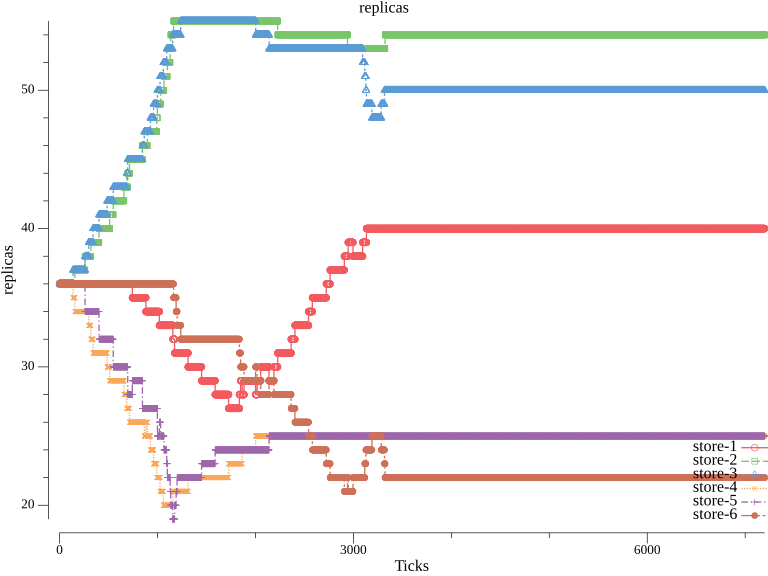 replicas
replicas
50
40
30
20
0
3000
6000
Ticks
store-1
store-2
store-3
store-4
store-5
store-6